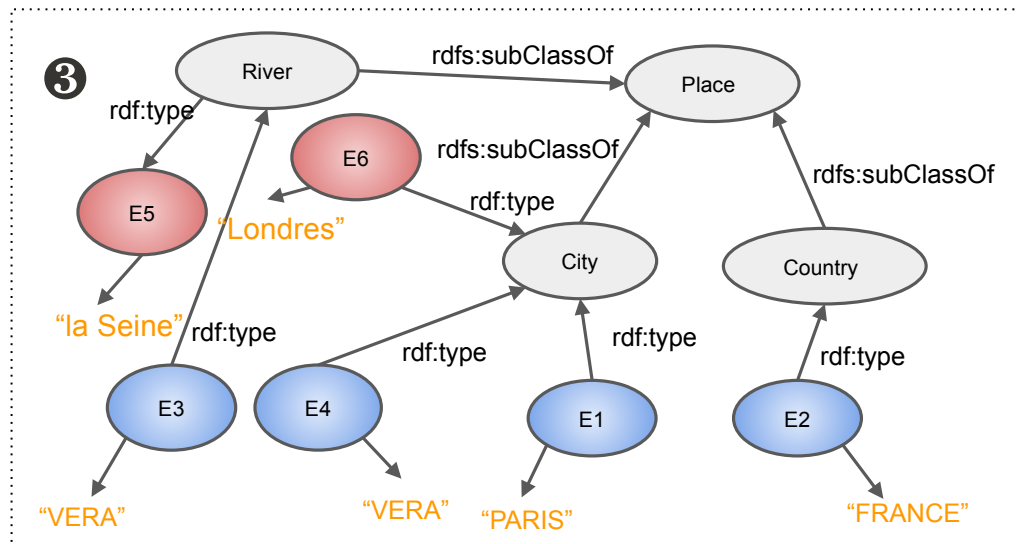 ❸
River
rdfs:subClassOf
Place
rdf:type
E6
rdfs:subClassOf
rdfs:subClassOf
E5
rdf:type
“Londres”
City
Country
“la Seine”
rdf:type
rdf:type
rdf:type
rdf:type
E3
E4
E1
E2
“VERA”
“VERA”
“PARIS”
“FRANCE”